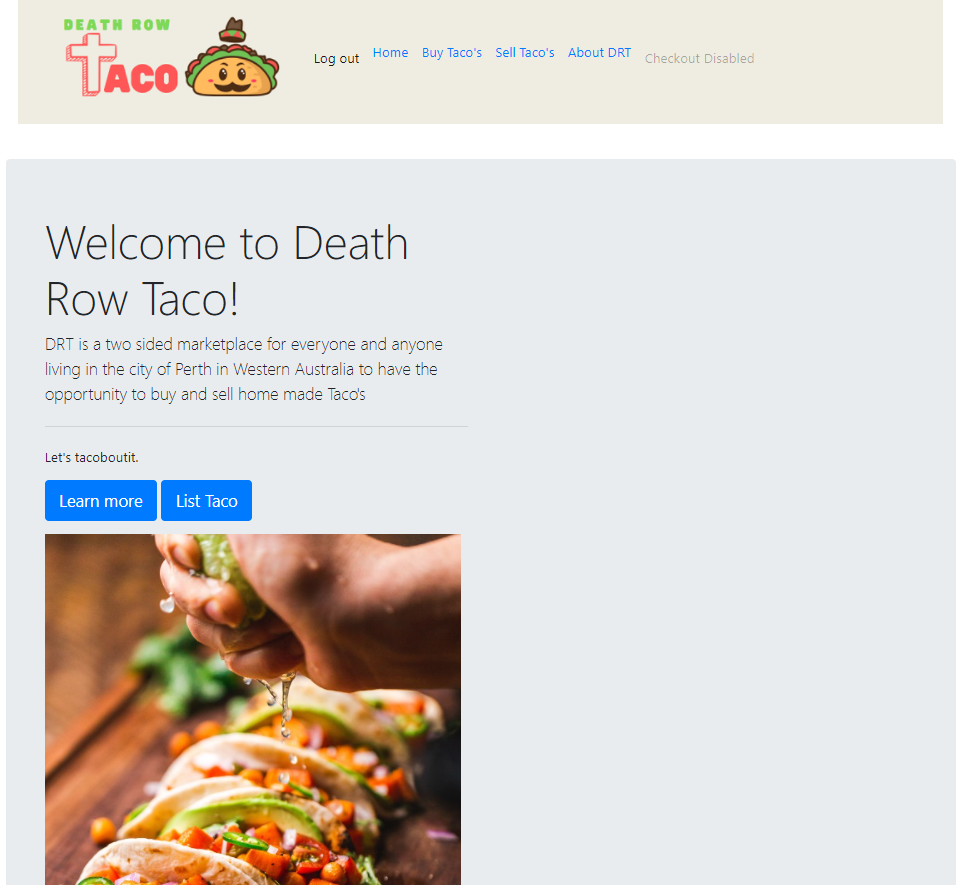 DEATH ROW
TACO
Log out Home Buy Taco's Sell Taco's About DRT Checkout Disabled
Welcome to Death
Row Taco!
DRT is a two sided marketplace for everyone and anyone
living in the city of Perth in Western Australia to have the
opportunity to buy and sell home made Taco's
Let's tacoboutit.
Learn more List Taco